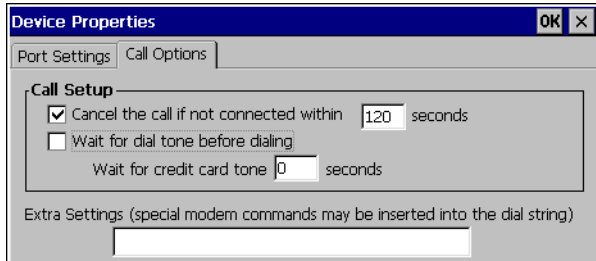 Device Properties OK ×
Port Settings Call Options
Call Setup
Cancel the call if not connected within 120 seconds
Wait for dial tone before dialing
Wait for credit card tone 0 seconds
Extra Settings (special modem commands may be inserted into the dial string)